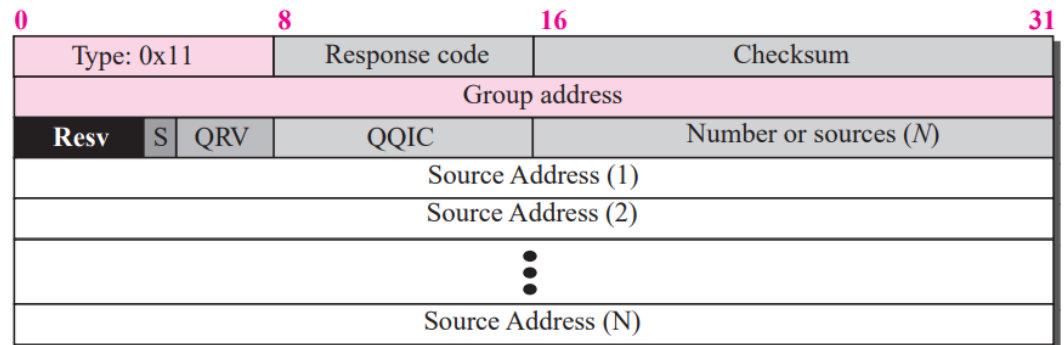 0 8 16 31
Type: 0x11 Response code Checksum
Group address
Resv S QRV QQIC Number or sources (N)
Source Address (1)
Source Address (2)
Source Address (N)